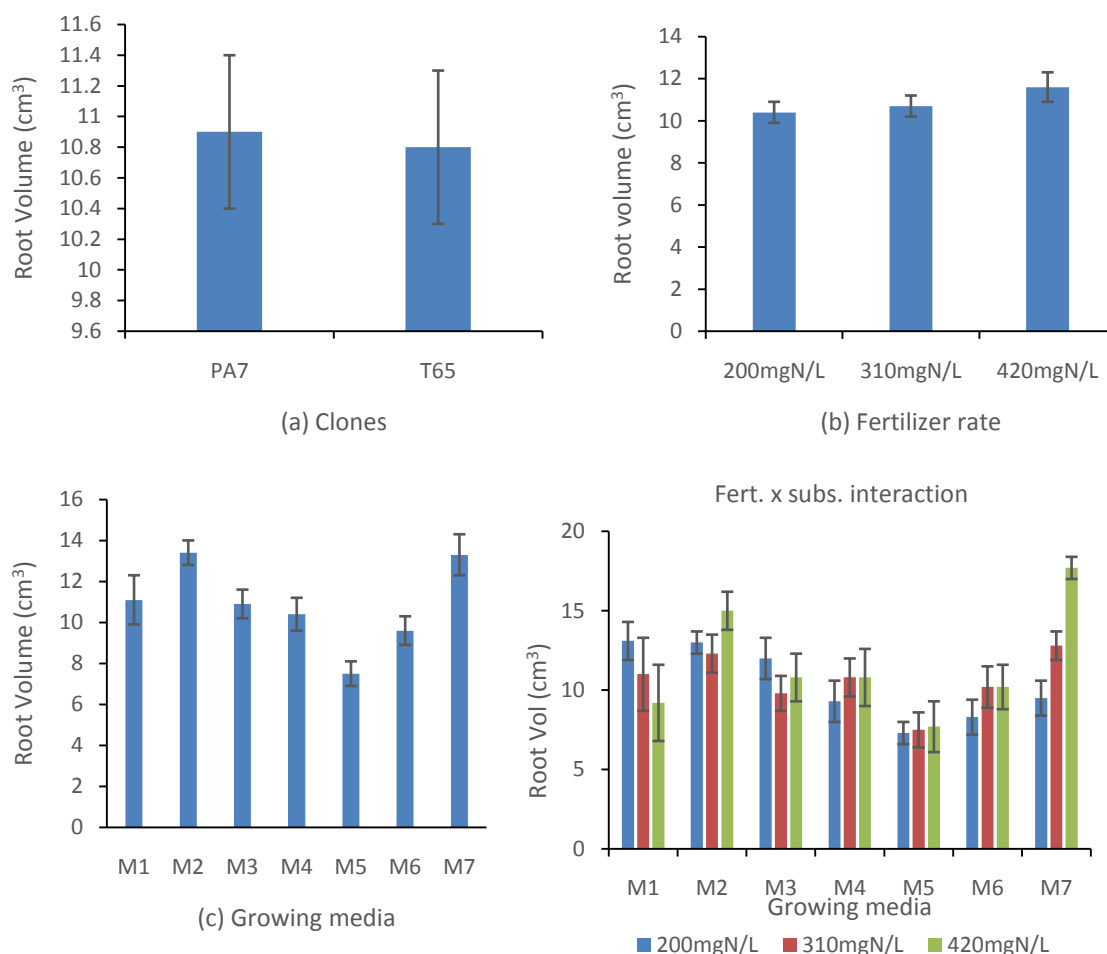 Root Volume (cm³)
11.6
11.4
11.2
11
10.8
10.6
10.4
10.2
10
9.8
9.6
PA7 T65
(a) Clones
Root volume (cm³)
14
12
10
8
6
4
2
0
200mgN/L 310mgN/L 420mgN/L
(b) Fertilizer rate
Root Volume (cm³)
16
14
12
10
8
6
4
2
0
M1 M2 M3 M4 M5 M6 M7
(c) Growing media
Fert. x subs. interaction
Root Vol (cm³)
20
15
10
5
0
M1 M2 M3 M4 M5 M6 M7
Growing media
200mgN/L 310mgN/L 420mgN/L